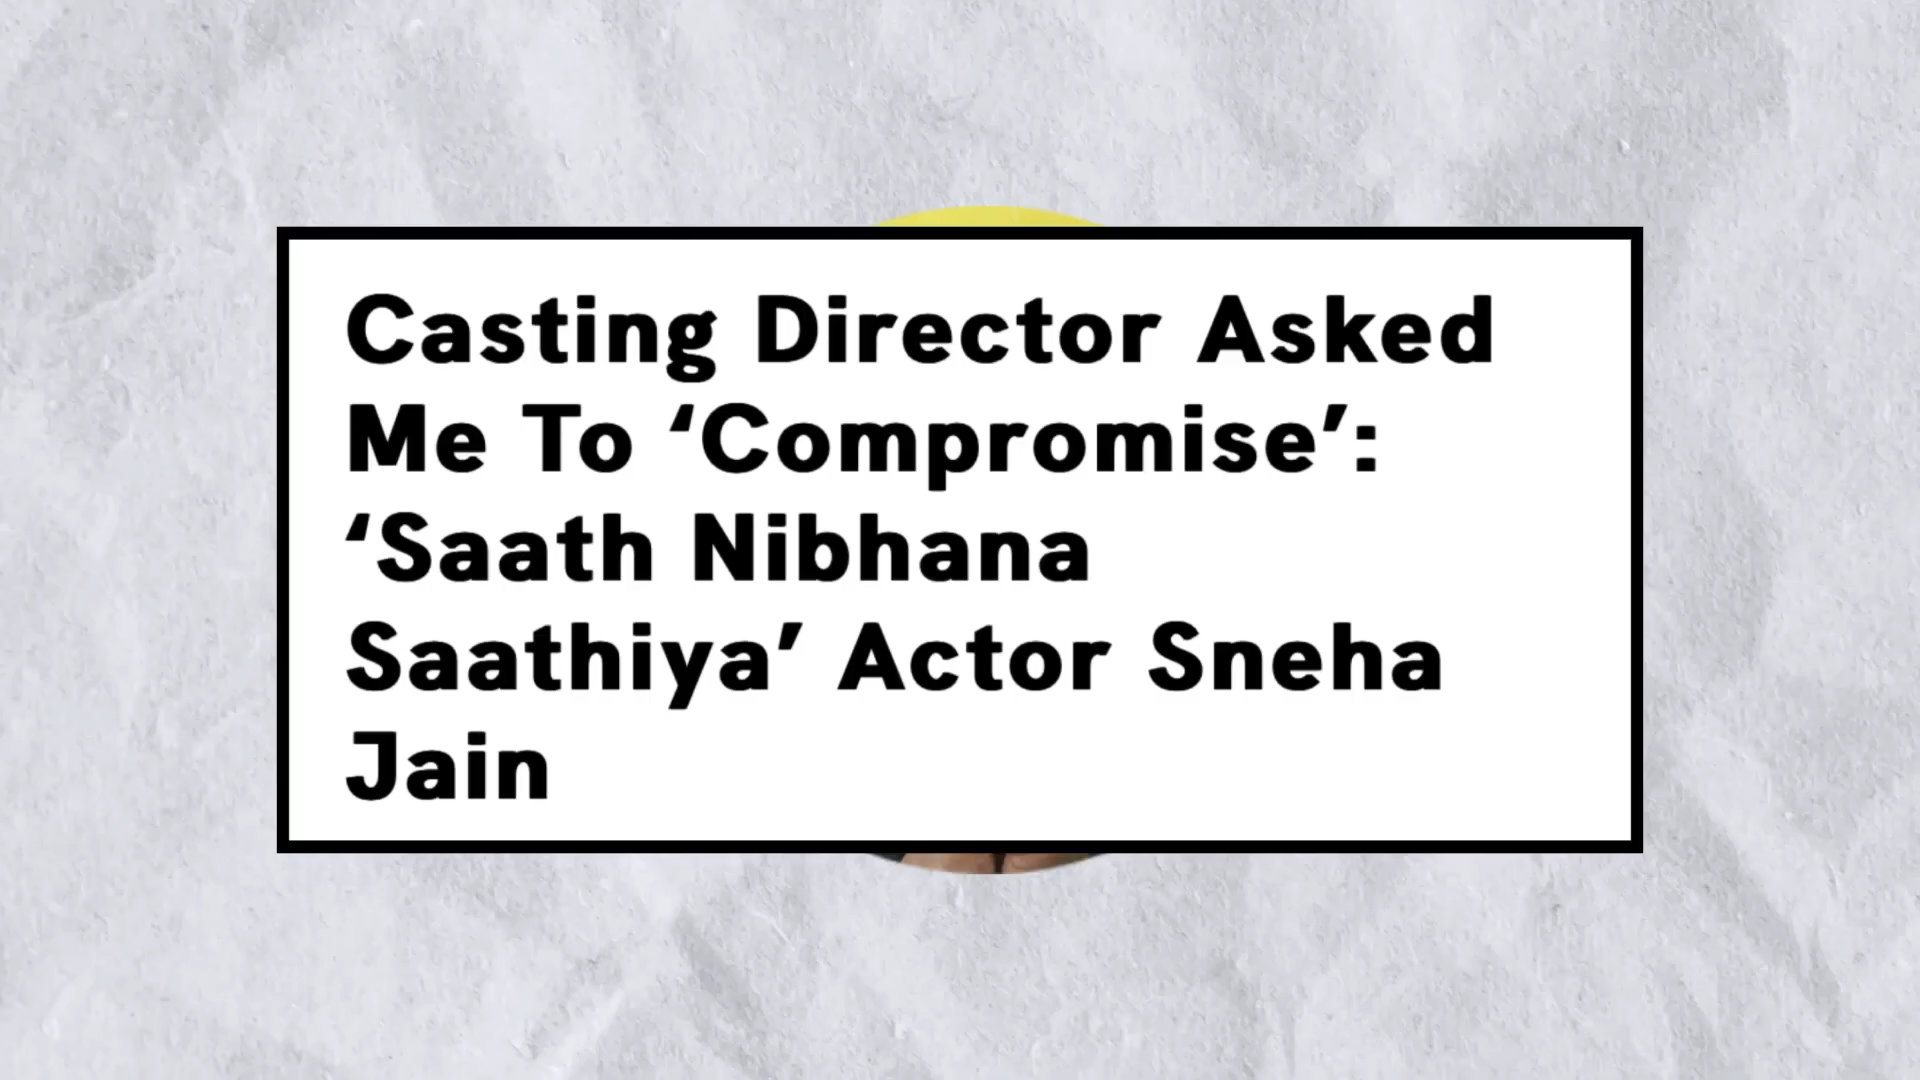 Casting Director Asked
Me To ‘Compromise’:
‘Saath Nibhana
Saathiya’ Actor Sneha
Jain